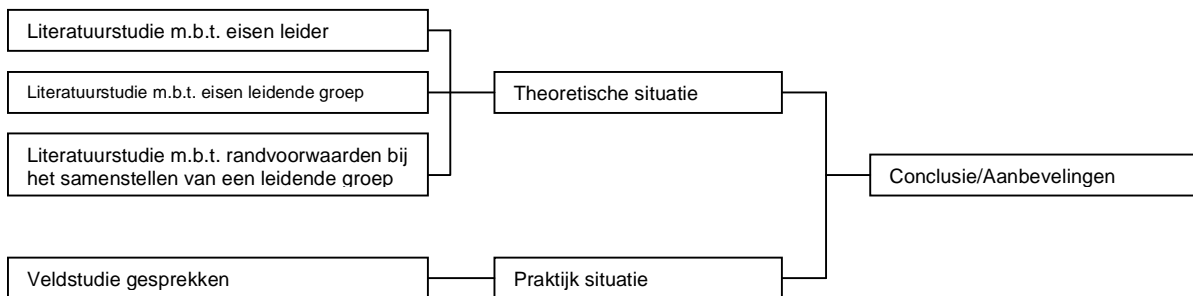 Literatuurstudie m.b.t. eisen leider
Literatuurstudie m.b.t. eisen leidende groep
Theoretische situatie
Literatuurstudie m.b.t. randvoorwaarden bij
het samenstellen van een leidende groep
Conclusie/Aanbevelingen
Veldstudie gesprekken
Praktijk situatie